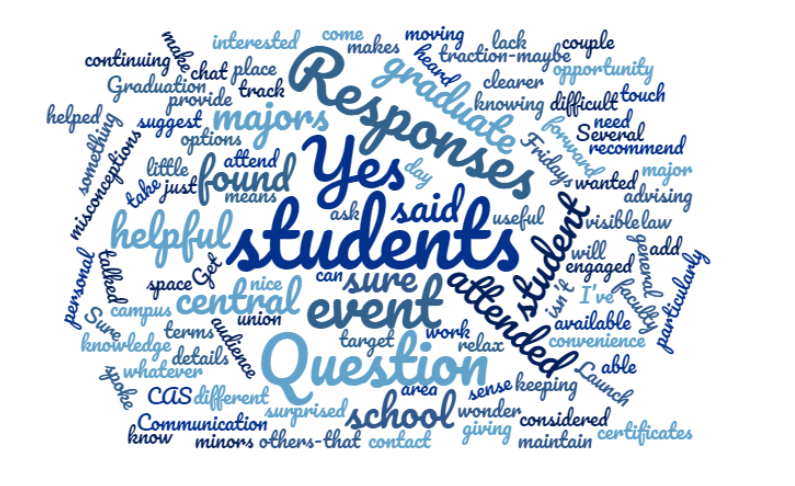 make
interested
come
makes
moving
lack
couple
continuing
chat
place
heard
traction-maybe
Graduation
track
Responses
graduate
clearer
opportunity
provide
knowing
difficult
touch
helped
suggest
majors
need
Several
something
options
Yes
forward
recommend
misconceptions
little
attend
day
Fridays
major
take
just
found
means
wanted
advising
ask
said
useful
student
visible
law
helpful
students
will
general
add
personal
talked
space
Get
nice
can
sure
attended
engaged
particularly
campus
central
event
isn't
I've
faculty
Sure
terms
audience
union
target
work
available
knowledge
details
Question
relax
convenience
spoke
whatever
area
sense
keeping
able
Launch
CAS
different
surprised
school
wonder
considered
Communication
giving
certificates
know
minors
others-that
contact
maintain